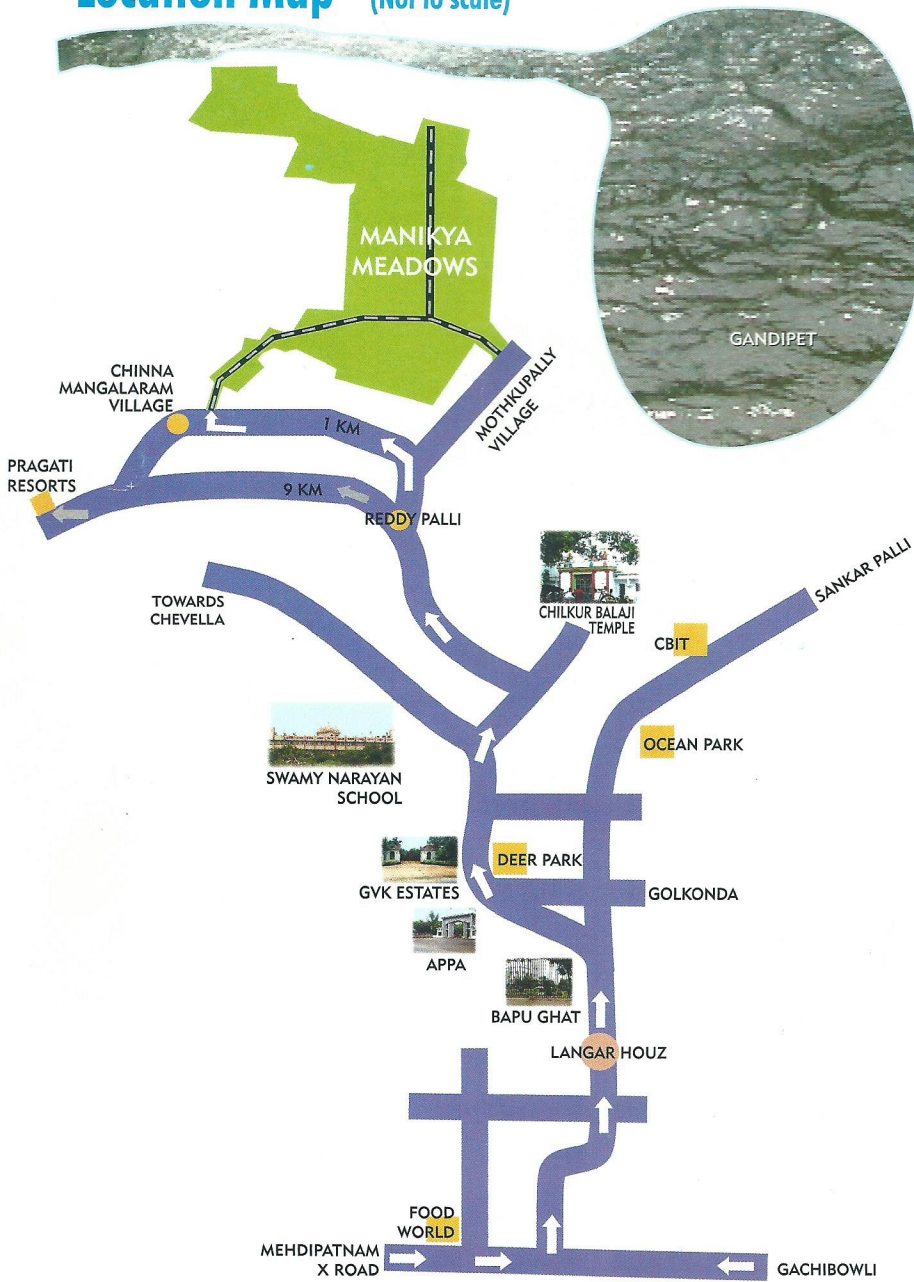 Location Map (Not to scale)
MANIKYA
MEADOWS
GANDIPET
CHINNA
MANGALARAM
VILLAGE
MOTHKUPALLY
VILLAGE
1 KM
PRAGATI
RESORTS
9 KM
REDDY PALLI
SANKAR PALLI
TOWARDS
CHEVELLA
CHILKUR BALAJI
TEMPLE
CBIT
OCEAN PARK
SWAMY NARAYAN
SCHOOL
DEER PARK
GVK ESTATES
GOLKONDA
APPA
BAPU GHAT
LANGAR HOUZ
FOOD
WORLD
MEHDIPATNAM
X ROAD
GACHIBOWLI